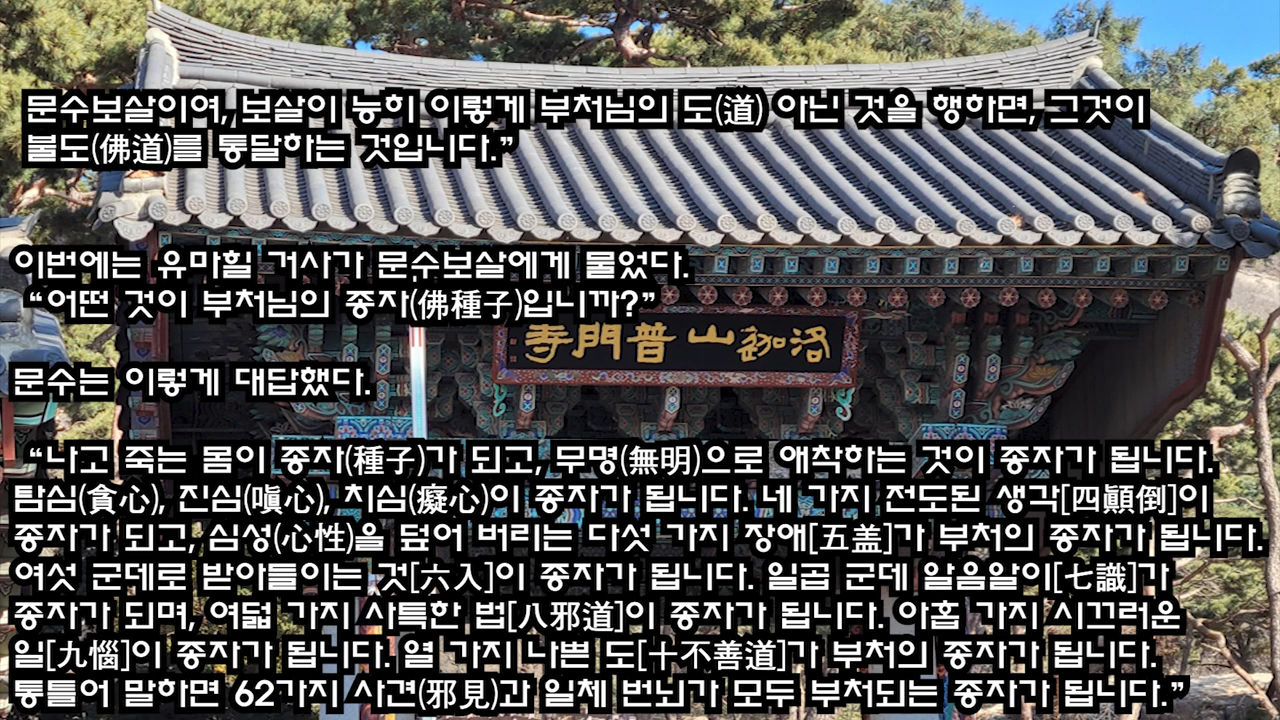 문수보살이여, 보살이 능히 이렇게 부처님의 도(道) 아닌 것을 행하면, 그것이
불도(佛道)를 통달하는 것입니다.”
이번에는 유마힐 거사가 문수보살에게 물었다.
“어떤 것이 부처님의 종자(佛種子)입니까?”
寺門普山迦洛
문수는 이렇게 대답했다.
“나고 죽는 몸이 종자(種子)가 되고, 무명(無明)으로 애착하는 것이 종자가 됩니다.
탐심(貪心), 진심(嗔心), 치심(癡心)이 종자가 됩니다. 네 가지 전도된 생각[四顚倒]이
종자가 되고, 심성(心性)을 덮어 버리는 다섯 가지 장애[五盖]가 부처의 종자가 됩니다.
여섯 군데로 받아들이는 것[六入]이 종자가 됩니다. 일곱 군데 알음알이[七識]가
종자가 되며, 여덟 가지 사특한 법[八邪道]이 종자가 됩니다. 아홉 가지 시끄러운
일[九惱]이 종자가 됩니다. 열 가지 나쁜 도[十不善道]가 부처의 종자가 됩니다.
통틀어 말하면 62가지 사견(邪見)과 일체 번뇌가 모두 부처되는 종자가 됩니다.”